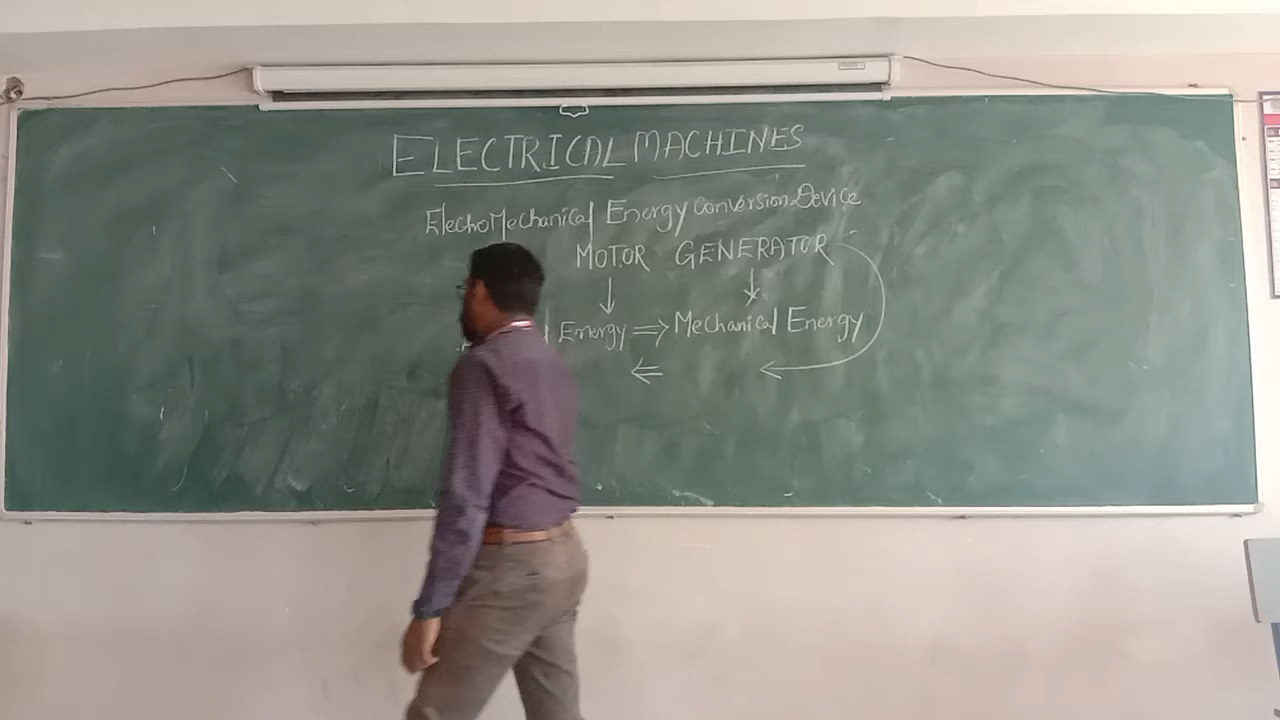 ELECTRICAL MACHINES
ElectroMechanical Energy Conversion Device
MOTOR GENERATOR
↓ ↓
Energy ⇒ Mechanical Energy
⇐ ←